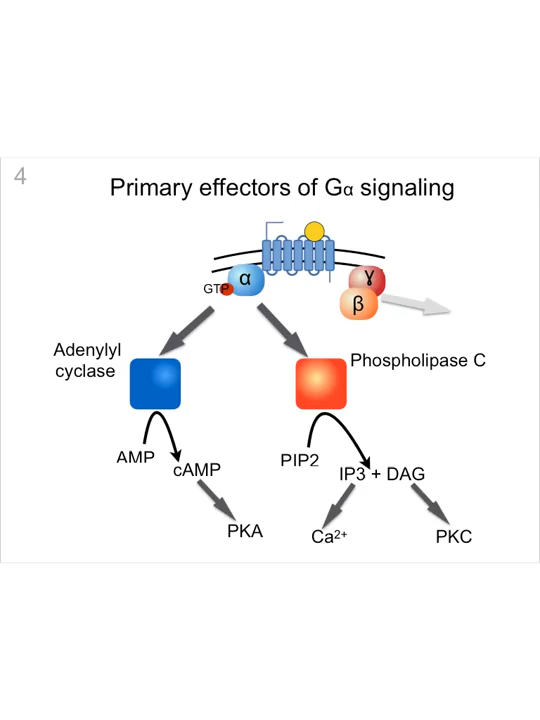 4
Primary effectors of Gα signaling
α
GTP
γ
β
Adenylyl
cyclase
Phospholipase C
AMP
cAMP
PIP2
IP3 + DAG
PKA
Ca²⁺
PKC